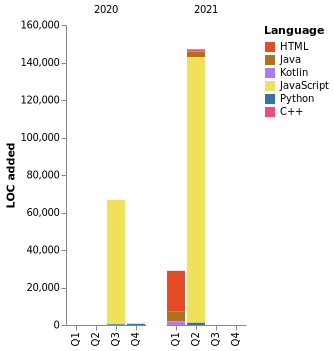 2020 2021
Language
HTML
Java
Kotlin
JavaScript
Python
C++
LOC added
160,000
140,000
120,000
100,000
80,000
60,000
40,000
20,000
0
Q1 Q2 Q3 Q4 Q1 Q2 Q3 Q4